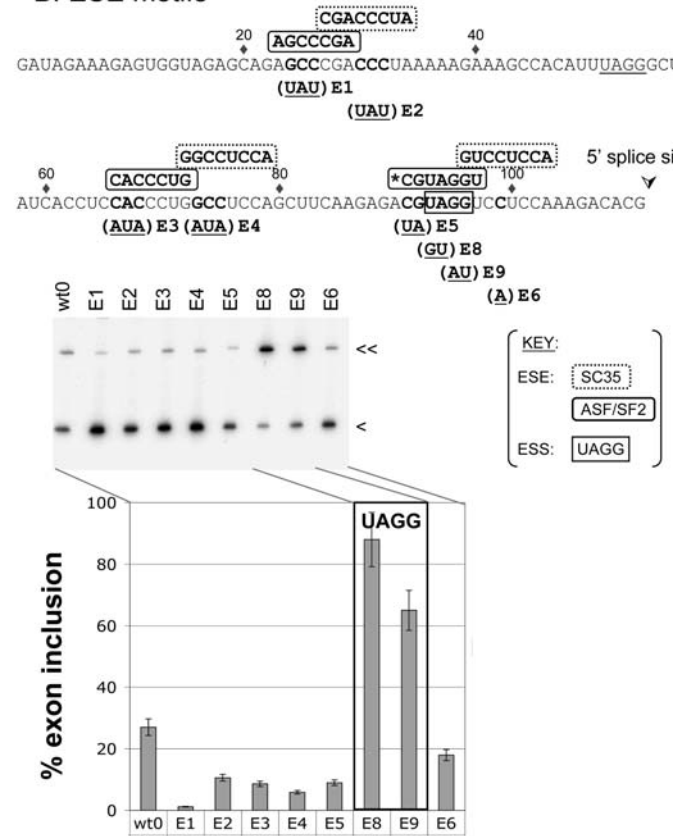 ESE motifs
CGACCCUA
20 AGCCCGA 40
GAUAGAAAGAGUGGUAGAGCAGAGCCCGACCCUAAAAAGAAAGCCACAUUUAGGGCU
(UAU)E1
(UAU)E2
GGCCUCCA GUCCUCCA 5' splice si
60 CACCCUG 80 *CGUAGGU 100
AUCACCUCCACCCUGGCCUCCAGCUUCAAGAGACGUAGGUUCCUCCAAAGACACG
(AUA)E3 (AUA)E4 (UA)E5
(GU)E8
(AU)E9
(A)E6
wt0 E1 E2 E3 E4 E5 E8 E9 E6
<<
<
KEY:
ESE: SC35
ASF/SF2
ESS: UAGG
% exon inclusion
100
80
60
40
20
0
UAGG
wt0 E1 E2 E3 E4 E5 E8 E9 E6